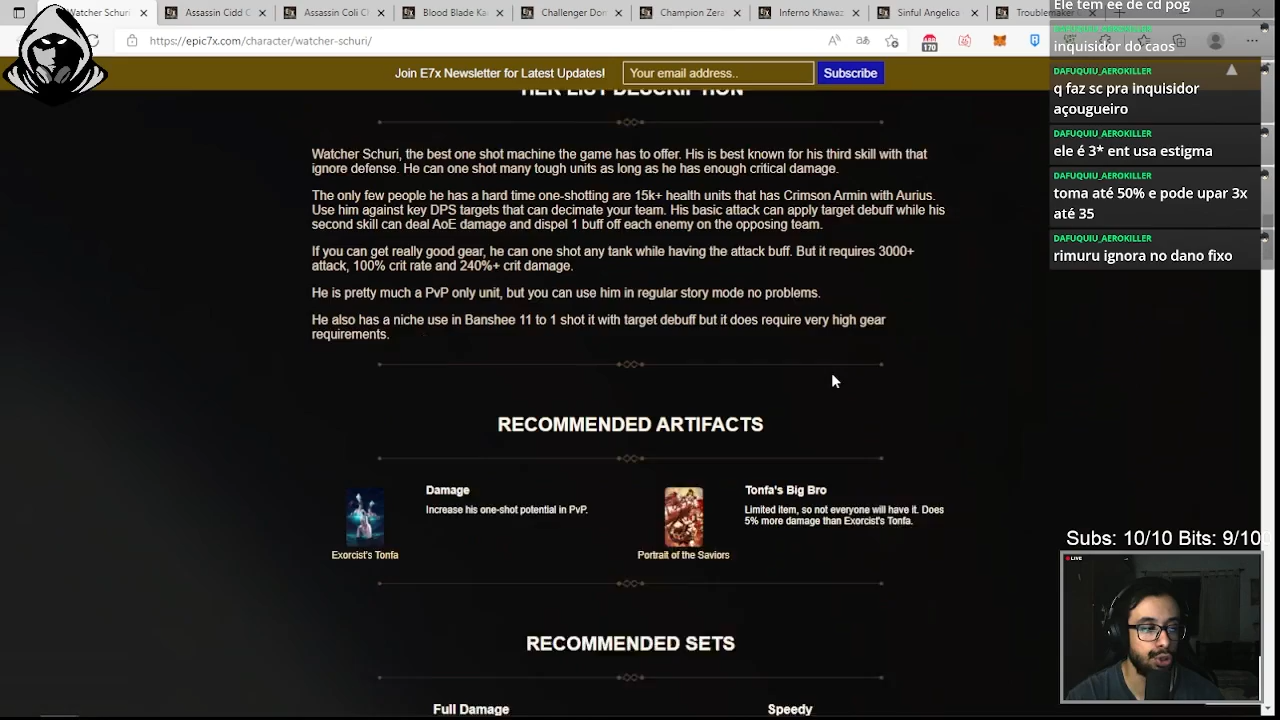 Watcher Schuri
Assassin Cidd C
Assassin Coli C
Blood Blade Ka
Challenger Dor
Champion Zera
Inferno Khawaz
Sinful Angelica
Troublemaker
https://epic7x.com/character/watcher-schuri/
170
Join E7x Newsletter for Latest Updates!
Your email address..
Subscribe
HER LIST DESCRIPTION
Watcher Schuri, the best one shot machine the game has to offer. His is best known for his third skill with that
ignore defense. He can one shot many tough units as long as he has enough critical damage.
The only few people he has a hard time one-shotting are 15k+ health units that has Crimson Armin with Aurius.
Use him against key DPS targets that can decimate your team. His basic attack can apply target debuff while his
second skill can deal AoE damage and dispel 1 buff off each enemy on the opposing team.
If you can get really good gear, he can one shot any tank while having the attack buff. But it requires 3000+
attack, 100% crit rate and 240%+ crit damage.
He is pretty much a PvP only unit, but you can use him in regular story mode no problems.
He also has a niche use in Banshee 11 to 1 shot it with target debuff but it does require very high gear
requirements.
RECOMMENDED ARTIFACTS
Damage
Increase his one-shot potential in PvP.
Exorcist's Tonfa
Tonfa's Big Bro
Limited item, so not everyone will have it. Does
5% more damage than Exorcist's Tonfa.
Portrait of the Saviors
RECOMMENDED SETS
Full Damage
Speedy
Ele tem ee de cd pog
inquisidor do caos
DAFUQUIU_AEROKILLER
q faz sc pra inquisidor
açougueiro
DAFUQUIU_AEROKILLER
ele é 3* ent usa estigma
DAFUQUIU_AEROKILLER
toma até 50% e pode upar 3x
até 35
DAFUQUIU_AEROKILLER
rimuru ignora no dano fixo
Subs: 10/10 Bits: 9/100
LIVE